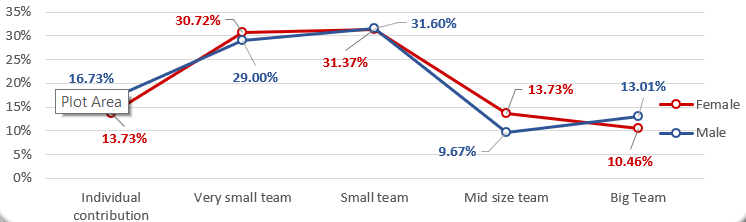 35%
30%
25%
20%
15%
10%
5%
0%
16.73%
13.73%
30.72%
29.00%
31.60%
31.37%
13.73%
9.67%
13.01%
10.46%
Plot Area
Female
Male
Individual
contribution
Very small team
Small team
Mid size team
Big Team